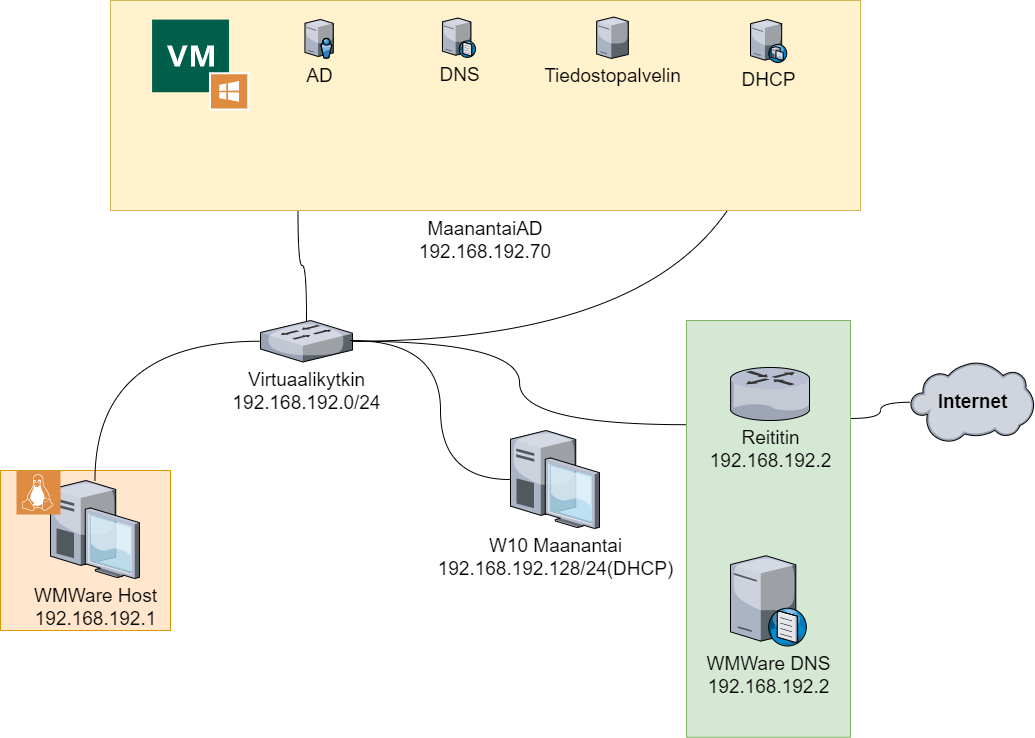 VM
AD
DNS
Tiedostopalvelin
DHCP
MaanantaiAD
192.168.192.70
Virtuaalikytkin
192.168.192.0/24
Internet
Reititin
192.168.192.2
W10 Maanantai
192.168.192.128/24(DHCP)
WMWare Host
192.168.192.1
WMWare DNS
192.168.192.2